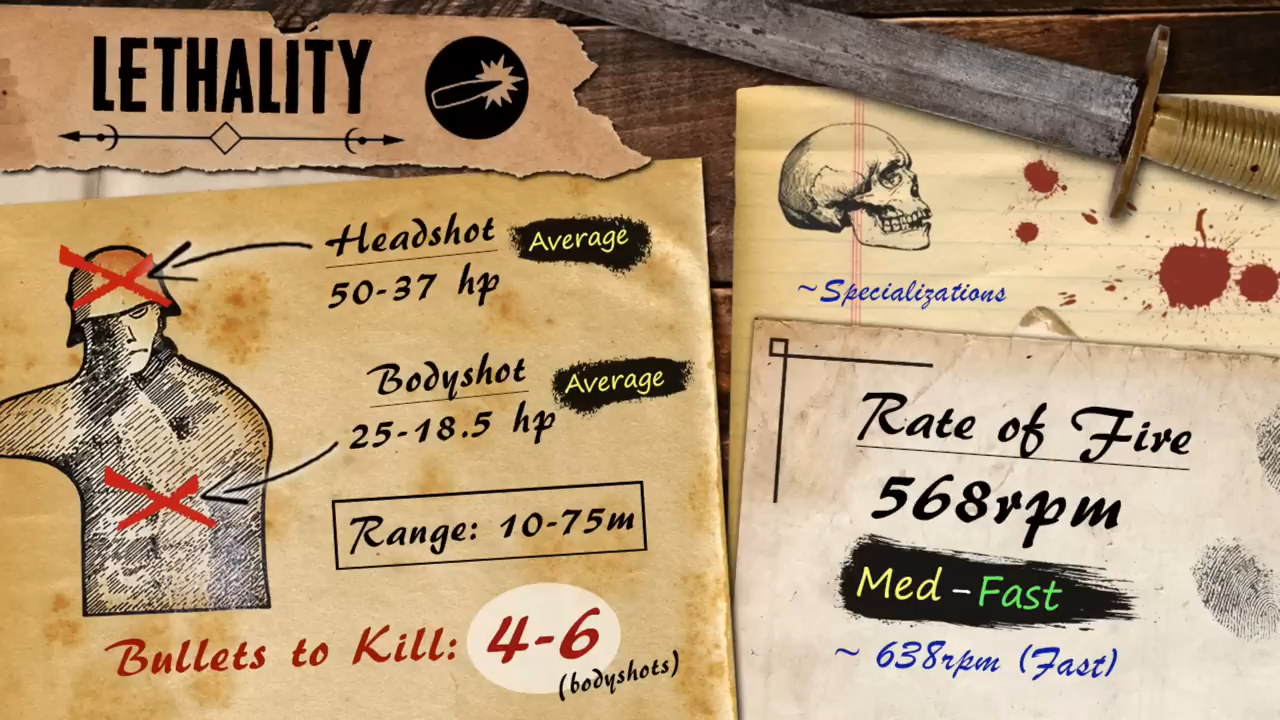 LETHALITY
Headshot Average
50-37 hp
Bodyshot Average
25-18.5 hp
Range: 10-75m
Bullets to Kill: 4-6
(bodyshots)
~Specializations
Rate of Fire
568rpm
Med - Fast
~ 638rpm (Fast)